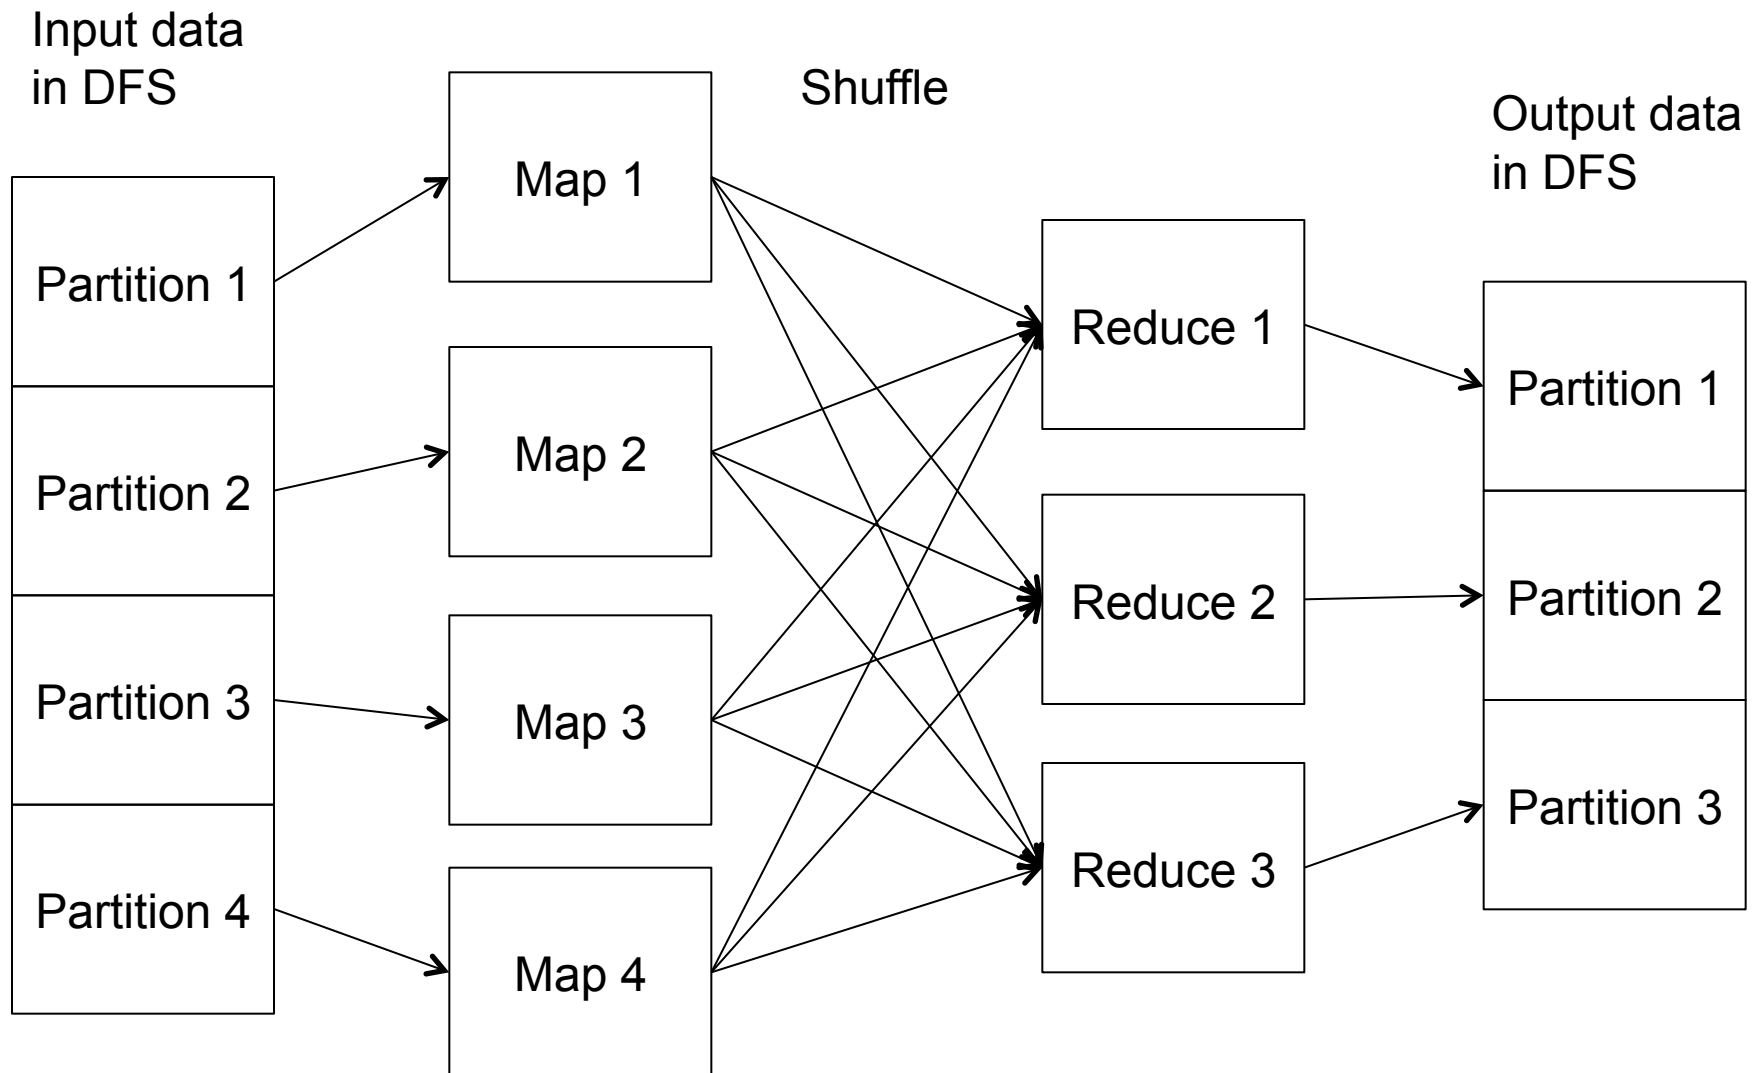 Input data
in DFS
Partition 1
Partition 2
Partition 3
Partition 4
Map 1
Map 2
Map 3
Map 4
Shuffle
Reduce 1
Reduce 2
Reduce 3
Output data
in DFS
Partition 1
Partition 2
Partition 3